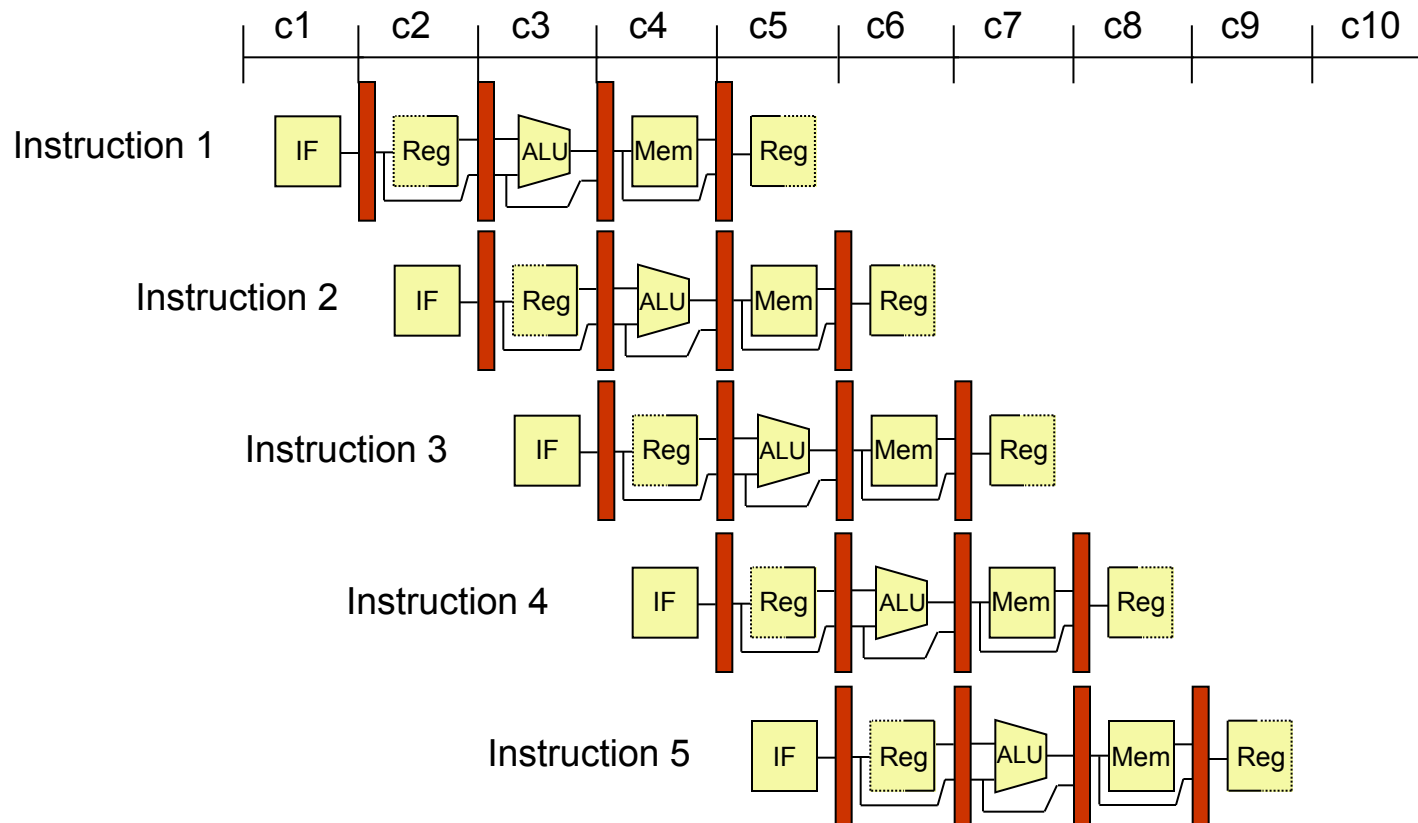 c1 c2 c3 c4 c5 c6 c7 c8 c9 c10
Instruction 1 IF Reg ALU Mem Reg
Instruction 2 IF Reg ALU Mem Reg
Instruction 3 IF Reg ALU Mem Reg
Instruction 4 IF Reg ALU Mem Reg
Instruction 5 IF Reg ALU Mem Reg